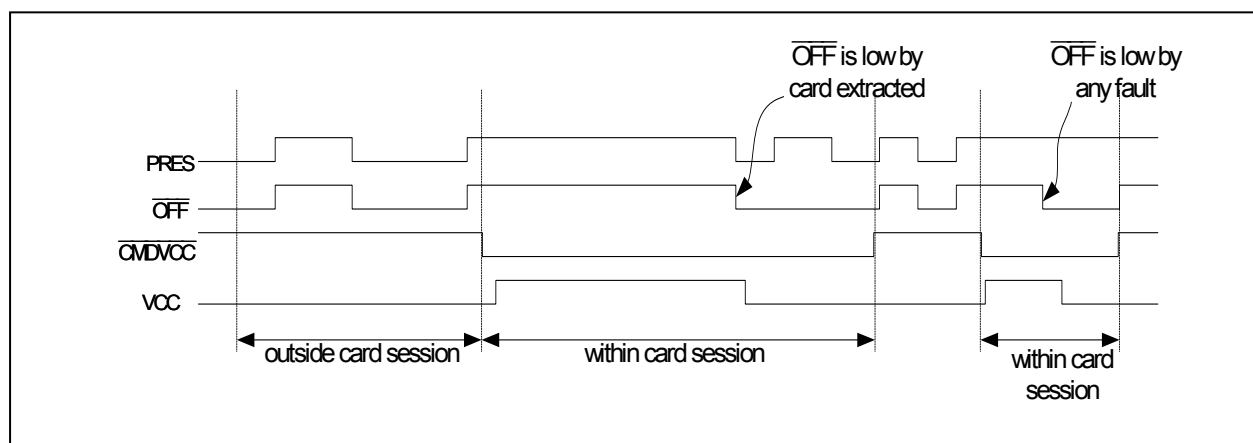 OFF is low by
card extracted
OFF is low by
any fault
PRES
OFF
CMDVCC
VCC
outside card session
within card session
within card
session